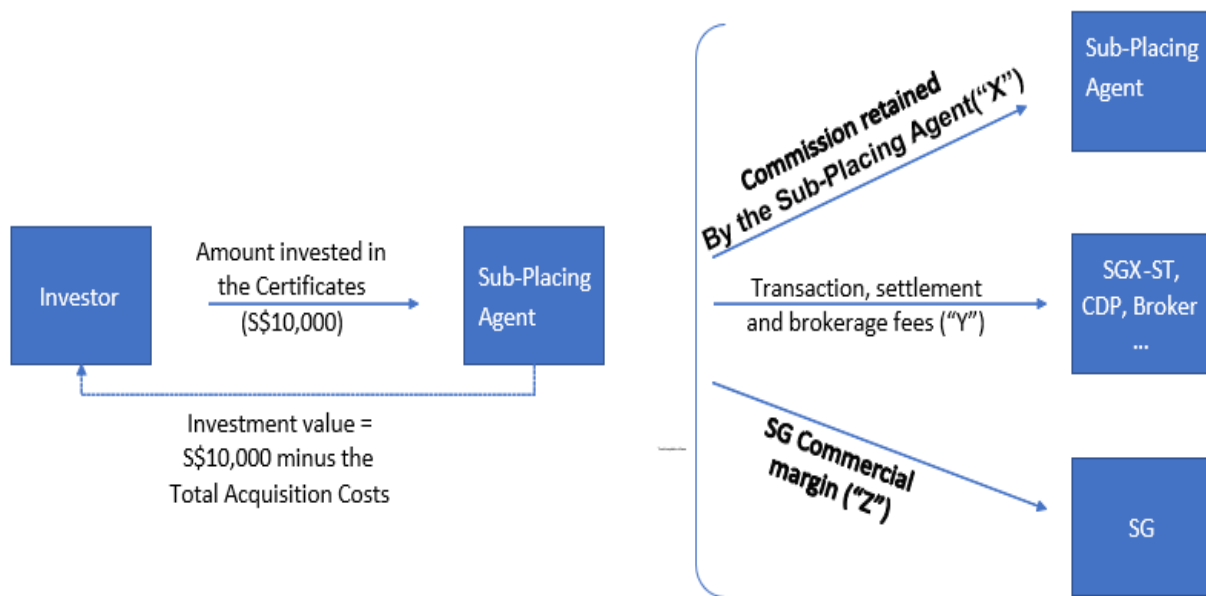 Investor
Amount invested in
the Certificates
(S$10,000)
Sub-Placing
Agent
Investment value =
S$10,000 minus the
Total Acquisition Costs
Commission retained
By the Sub-Placing Agent(“X”)
Sub-Placing
Agent
Transaction, settlement
and brokerage fees (“Y”)
SGX-ST,
CDP, Broker
...
SG Commercial
margin (“Z”)
SG